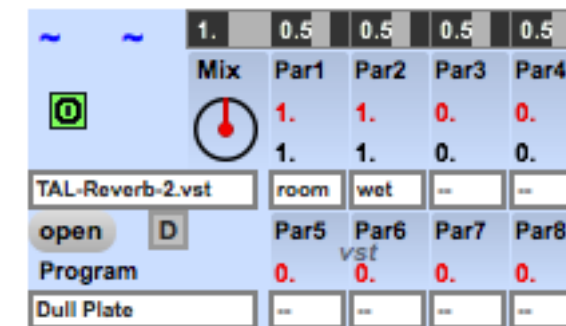 ~ ~ 1. 0.5 0.5 0.5 0.5
Mix Par1 Par2 Par3 Par4
1. 1. 0. 0.
1. 1. 0. 0.
TAL-Reverb-2.vst room wet -- --
open D Par5 Par6 Par7 Par8
vst
Program 0. 0. 0. 0.
Dull Plate -- -- -- --